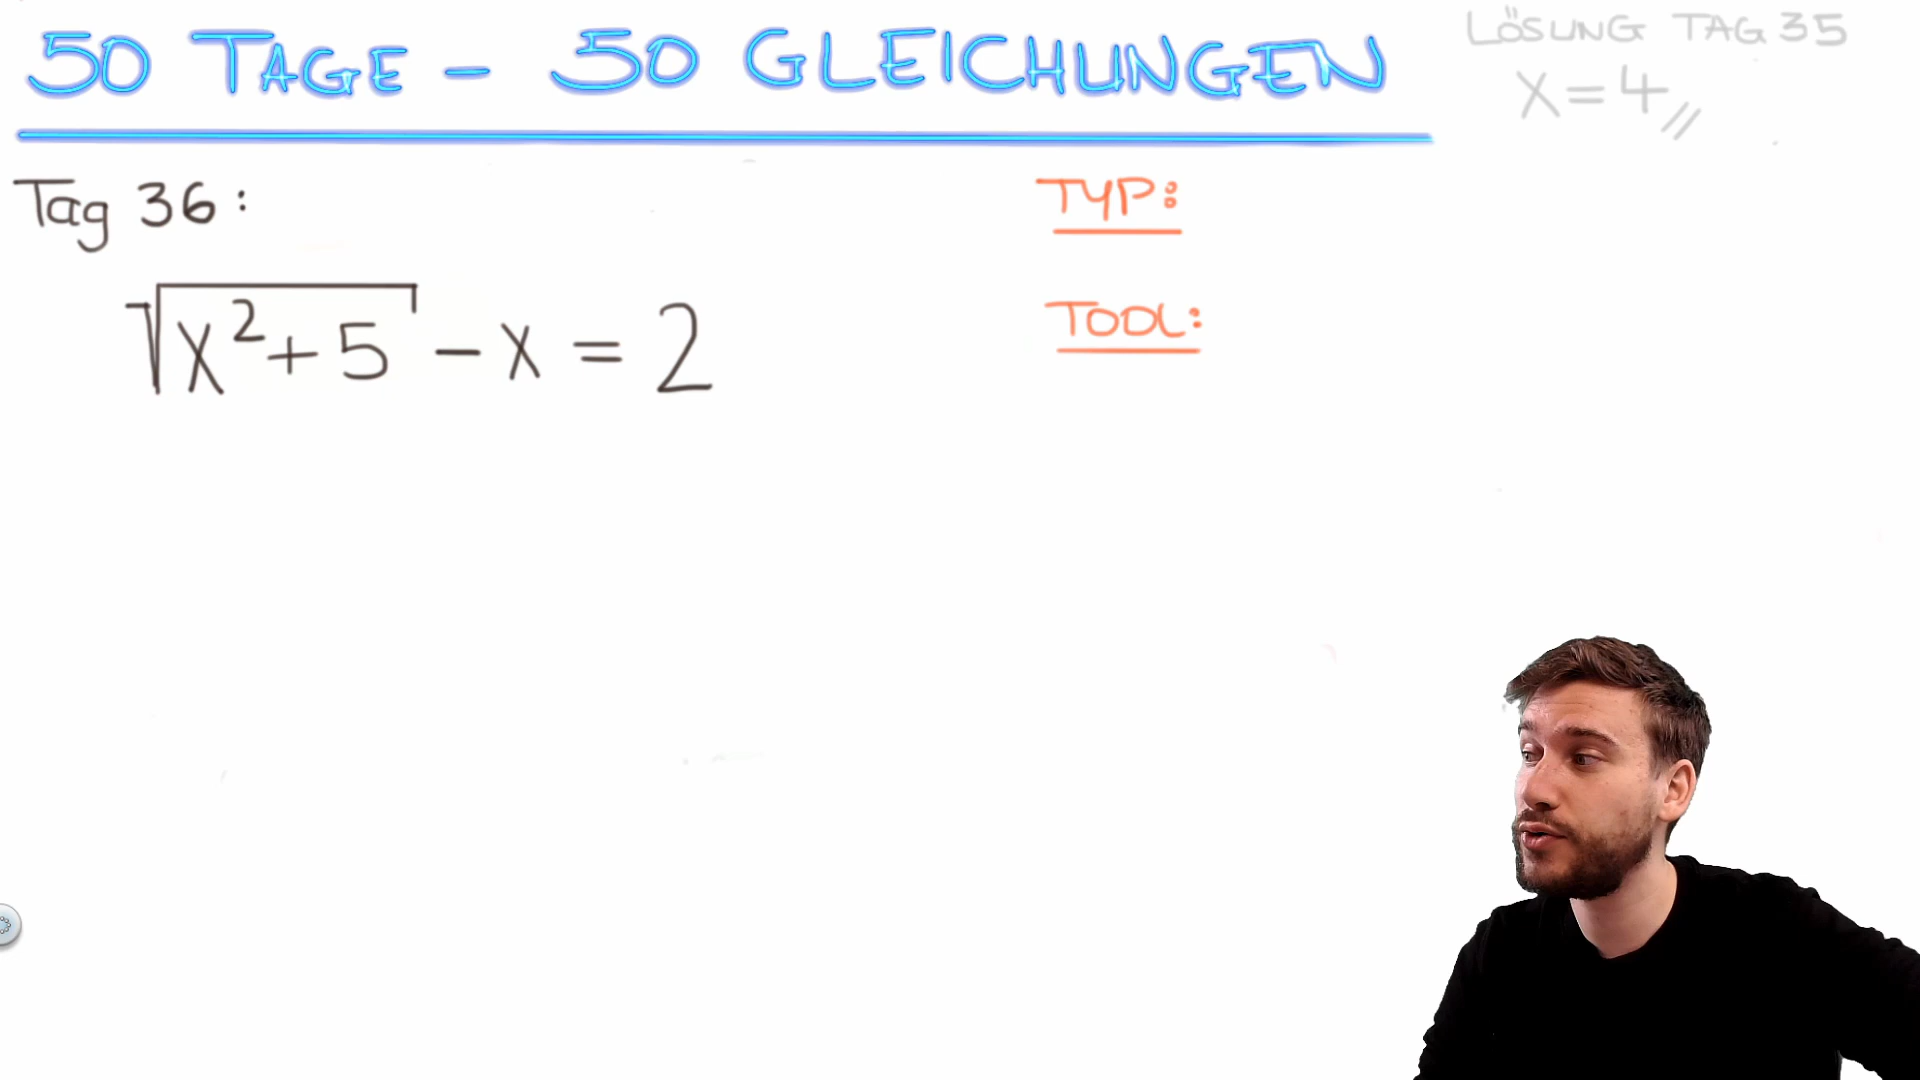 50 TAGE – 50 GLEICHUNGEN
LÖSUNG TAG 35
X = 4
Tag 36:
√(x² + 5) – x = 2
TYP:
TOOL: